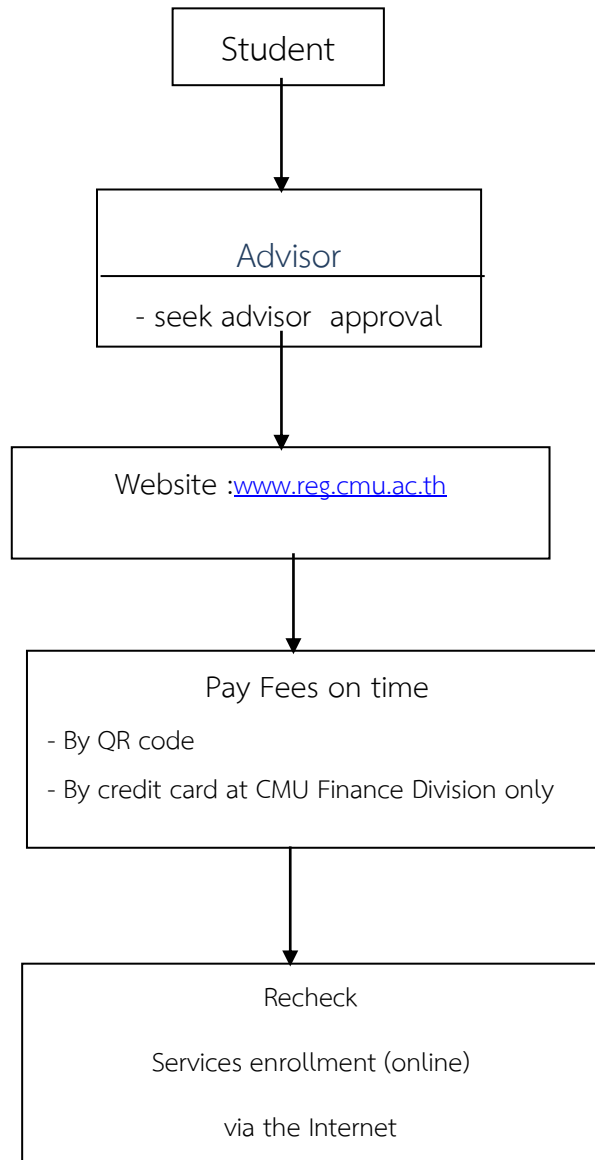 Student
Advisor
- seek advisor approval
Website :www.reg.cmu.ac.th
Pay Fees on time
- By QR code
- By credit card at CMU Finance Division only
Recheck
Services enrollment (online)
via the Internet